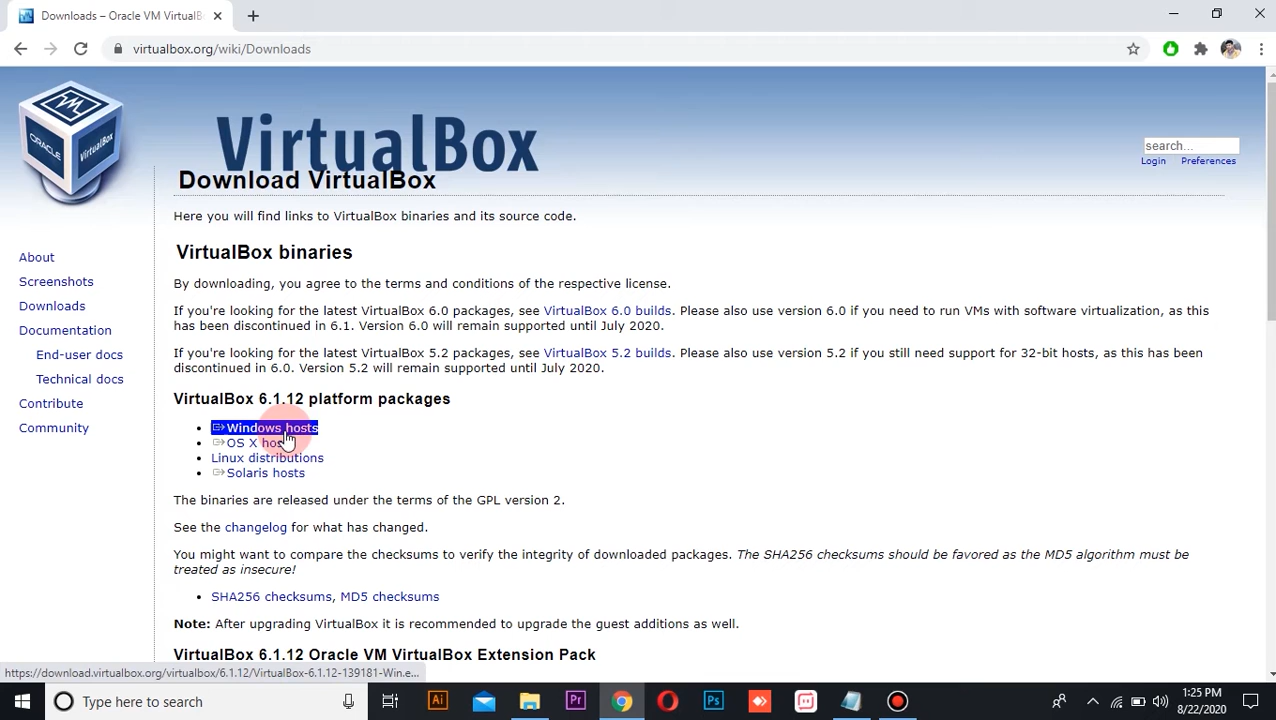 Downloads – Oracle VM VirtualB
virtualbox.org/wiki/Downloads
ORACLE
VirtualBox
VirtualBox
search...
Login Preferences
Download VirtualBox
Here you will find links to VirtualBox binaries and its source code.
About
Screenshots
Downloads
Documentation
End-user docs
Technical docs
Contribute
Community
VirtualBox binaries
By downloading, you agree to the terms and conditions of the respective license.
If you're looking for the latest VirtualBox 6.0 packages, see VirtualBox 6.0 builds. Please also use version 6.0 if you need to run VMs with software virtualization, as this
has been discontinued in 6.1. Version 6.0 will remain supported until July 2020.
If you're looking for the latest VirtualBox 5.2 packages, see VirtualBox 5.2 builds. Please also use version 5.2 if you still need support for 32-bit hosts, as this has been
discontinued in 6.0. Version 5.2 will remain supported until July 2020.
VirtualBox 6.1.12 platform packages
Windows hosts
OS X hosts
Linux distributions
Solaris hosts
The binaries are released under the terms of the GPL version 2.
See the changelog for what has changed.
You might want to compare the checksums to verify the integrity of downloaded packages. The SHA256 checksums should be favored as the MD5 algorithm must be
treated as insecure!
SHA256 checksums, MD5 checksums
Note: After upgrading VirtualBox it is recommended to upgrade the guest additions as well.
VirtualBox 6.1.12 Oracle VM VirtualBox Extension Pack
https://download.virtualbox.org/virtualbox/6.1.12/VirtualBox-6.1.12-139181-Win.e...
Type here to search
Ai
Pr
Ps
1:25 PM
8/22/2020